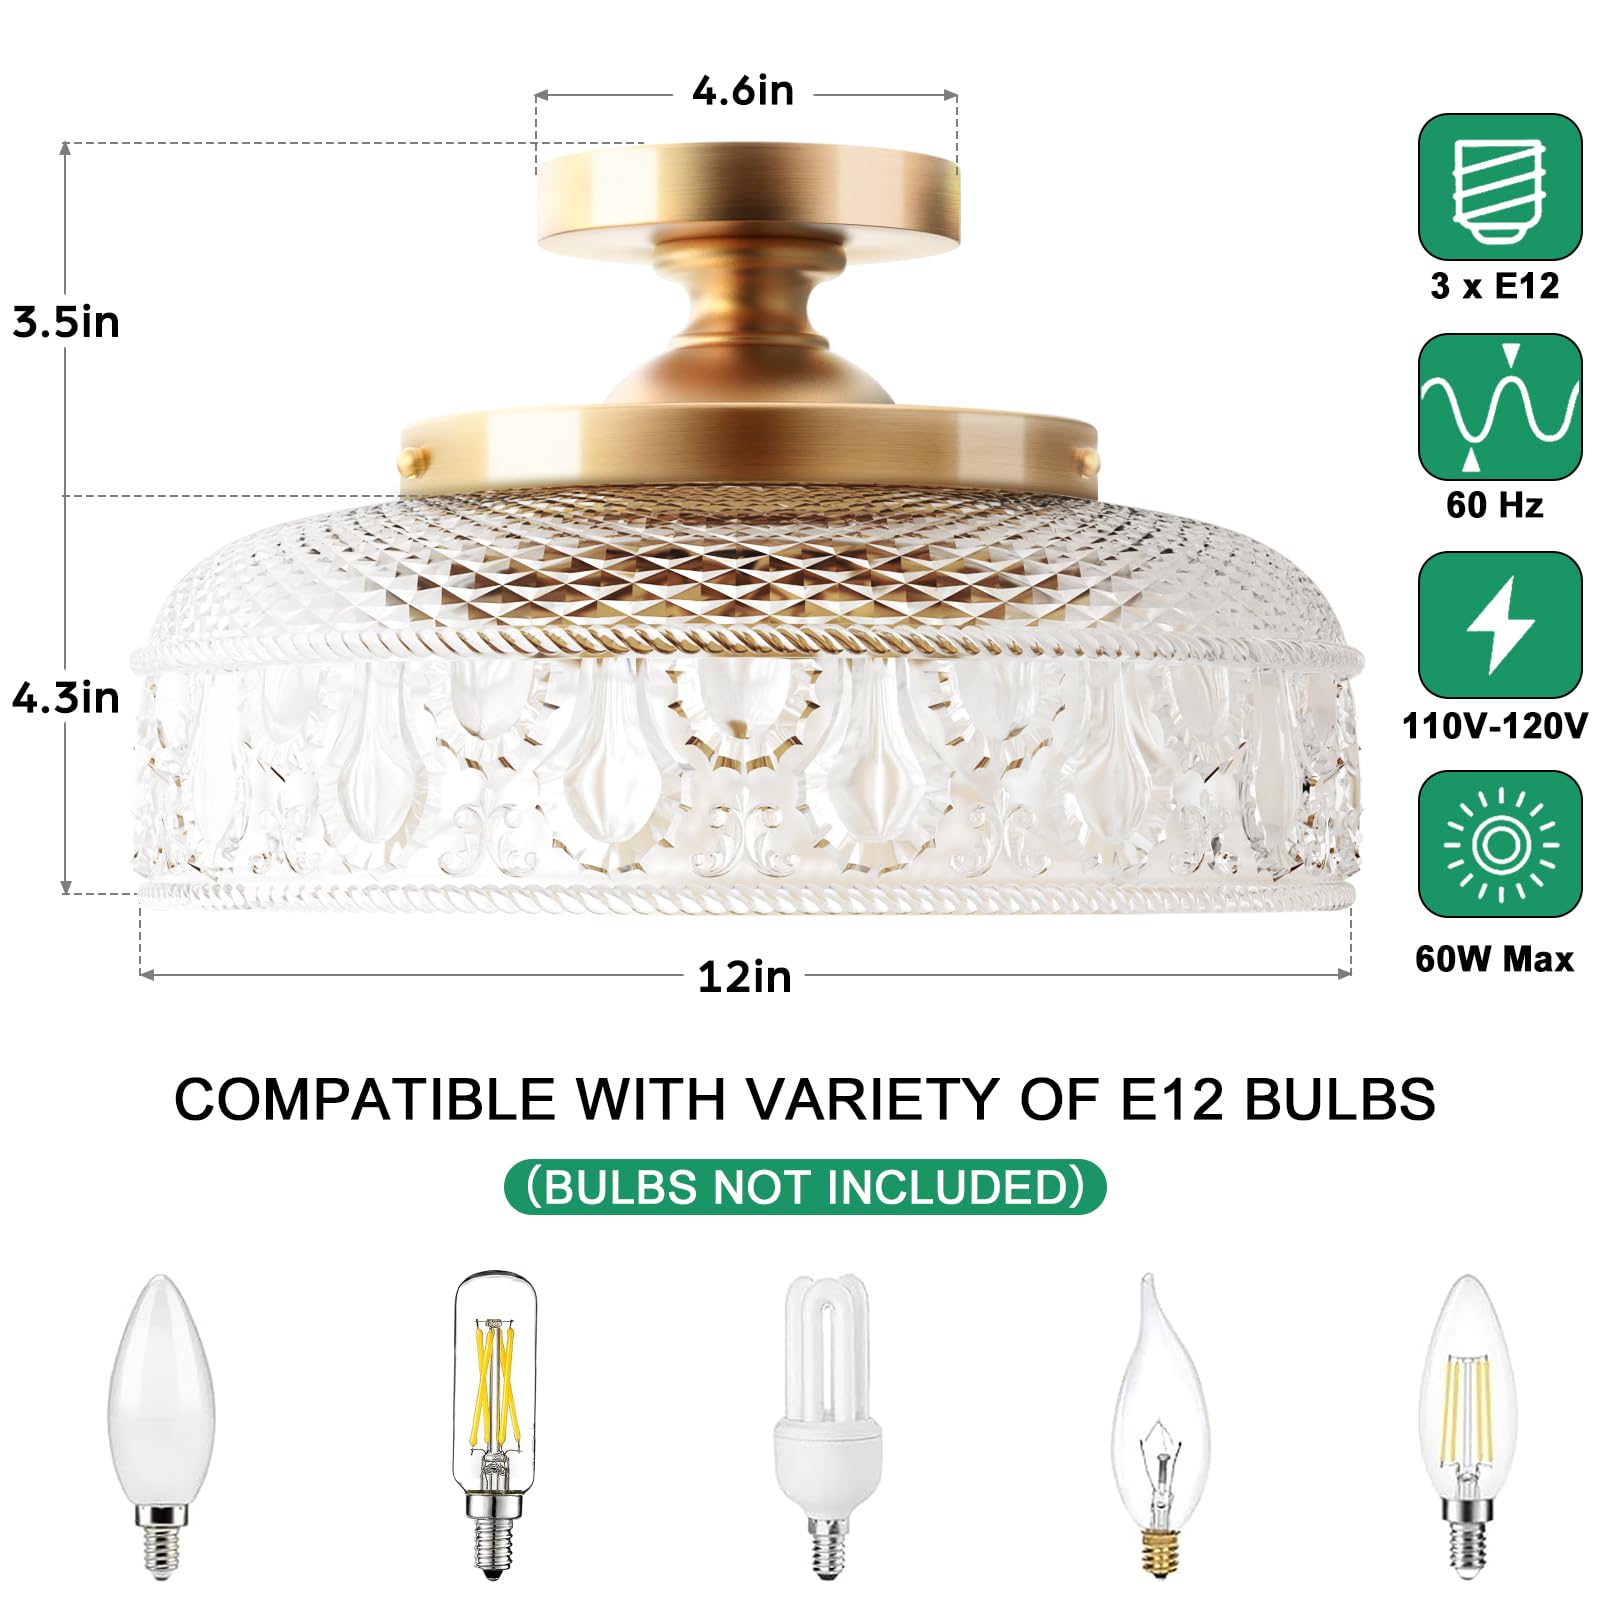 4.6in
3.5in
4.3in
12in
3 x E12
60 Hz
110V-120V
60W Max
COMPATIBLE WITH VARIETY OF E12 BULBS
(BULBS NOT INCLUDED)